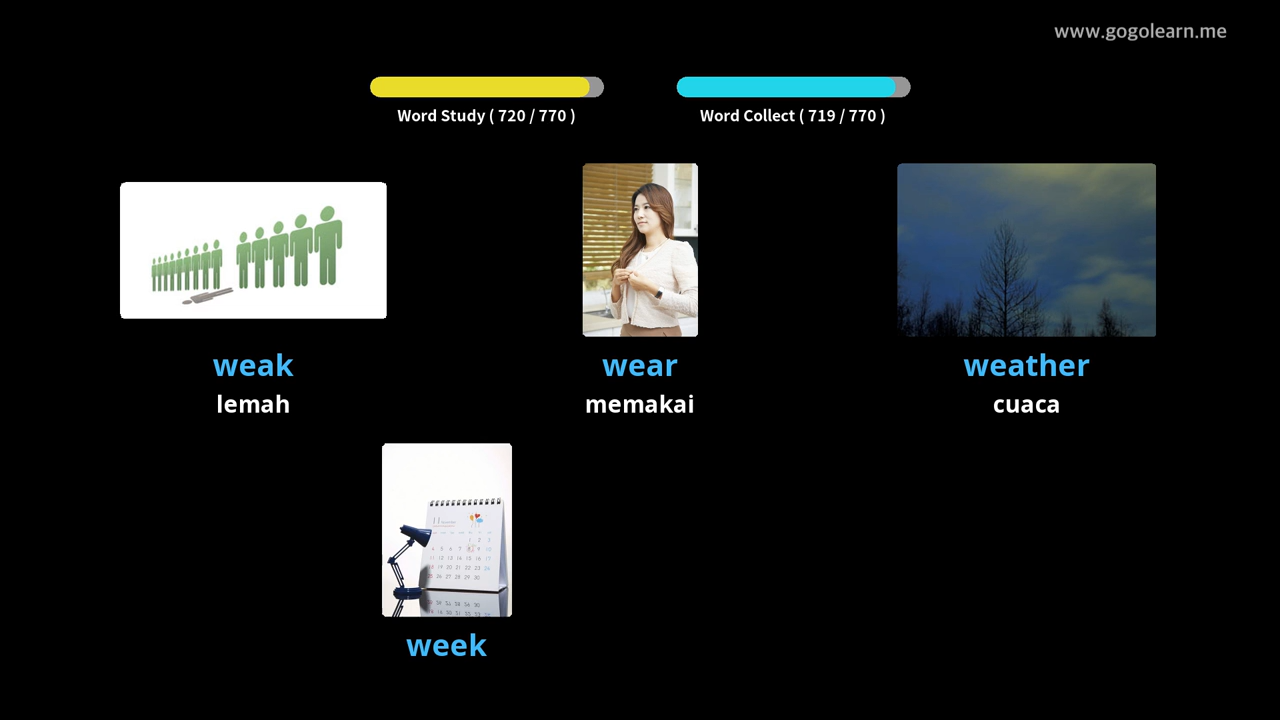 www.gogolearn.me
Word Study ( 720 / 770 )
Word Collect ( 719 / 770 )
weak
wear
weather
lemah
memakai
cuaca
week